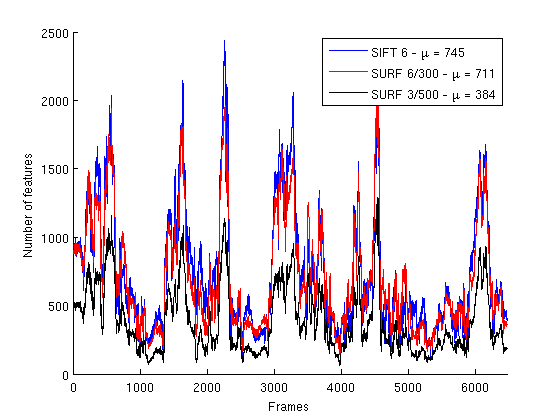 2500
2000
1500
1000
500
0
Number of features
SIFT 6 - μ = 745
SURF 6/300 - μ = 711
SURF 3/500 - μ = 384
0 1000 2000 3000 4000 5000 6000
Frames